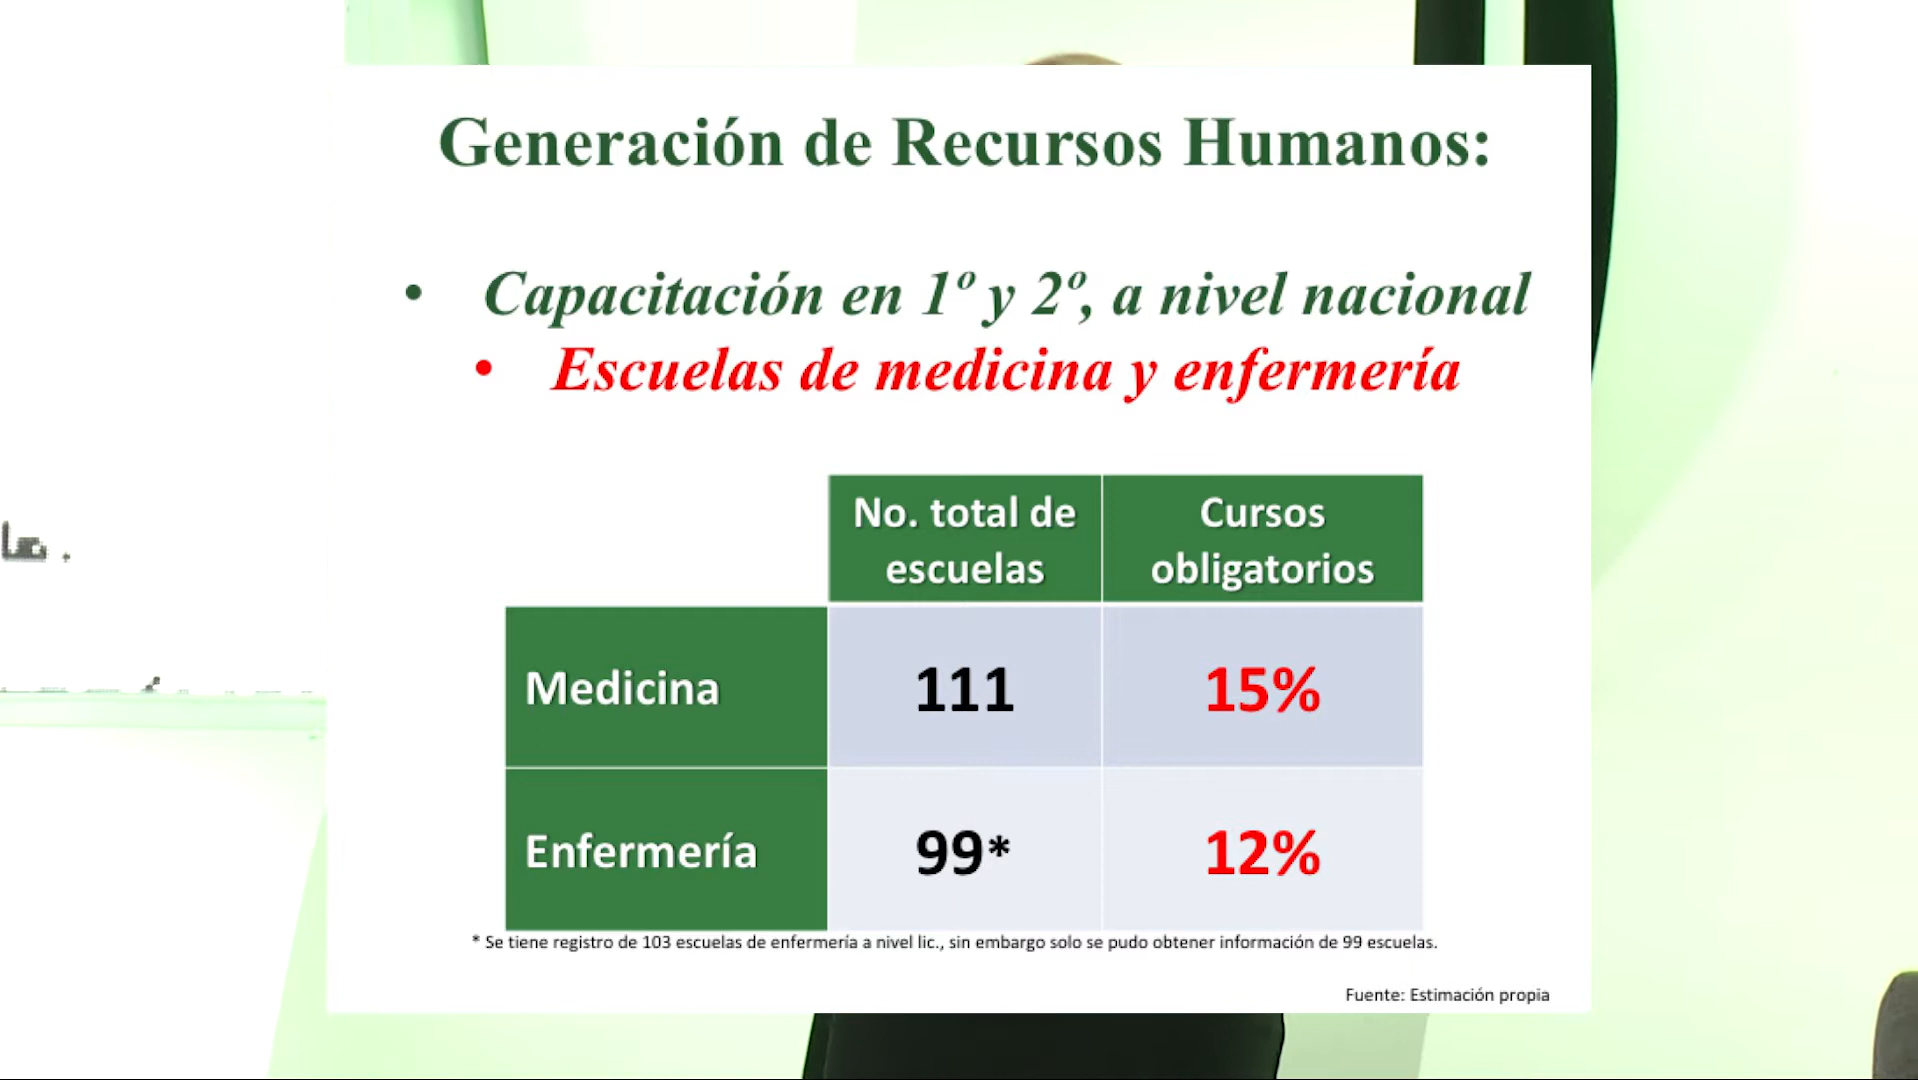 Generación de Recursos Humanos:
• Capacitación en 1º y 2º, a nivel nacional
• Escuelas de medicina y enfermería
No. total de escuelas
Cursos obligatorios
Medicina 111 15%
Enfermería 99* 12%
* Se tiene registro de 103 escuelas de enfermería a nivel lic., sin embargo solo se pudo obtener información de 99 escuelas.
Fuente: Estimación propia